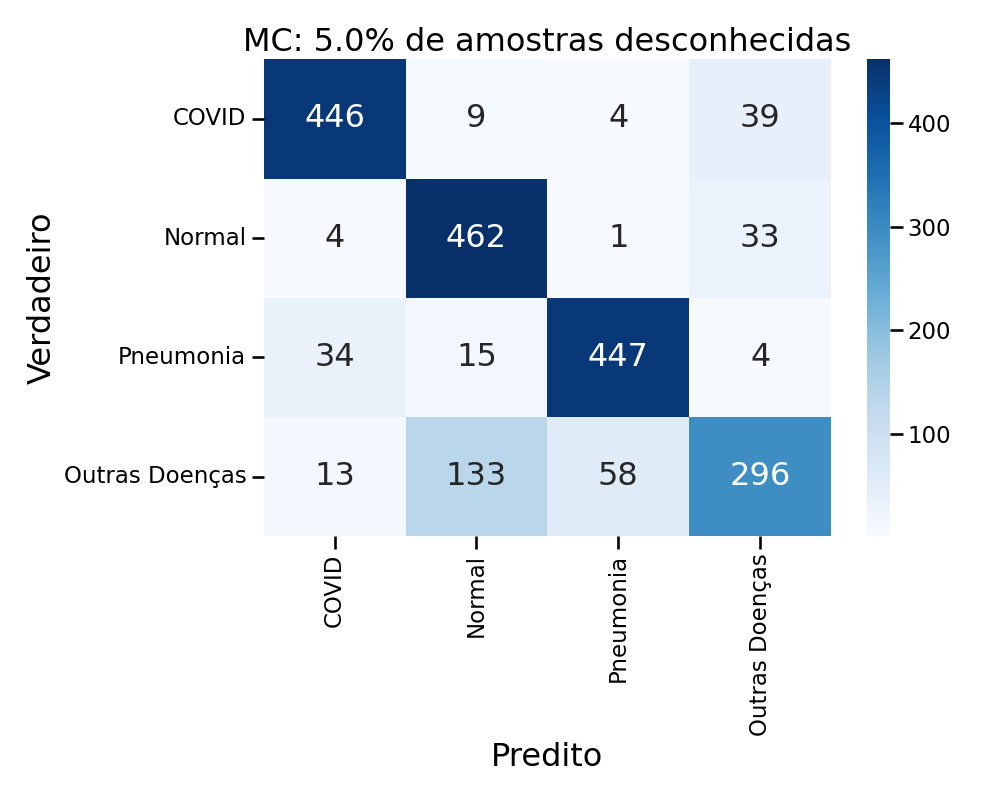 MC: 5.0% de amostras desconhecidas
Verdadeiro
COVID 446 9 4 39
Normal 4 462 1 33
Pneumonia 34 15 447 4
Outras Doenças 13 133 58 296
COVID Normal Pneumonia Outras Doenças
Predito
400
300
200
100